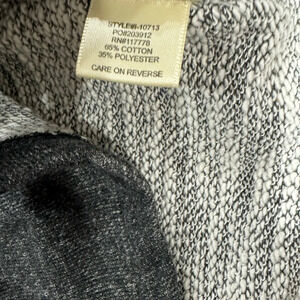 STYLE#I-10713
PO#203912
RN#117778
65% COTTON
35% POLYESTER
CARE ON REVERSE